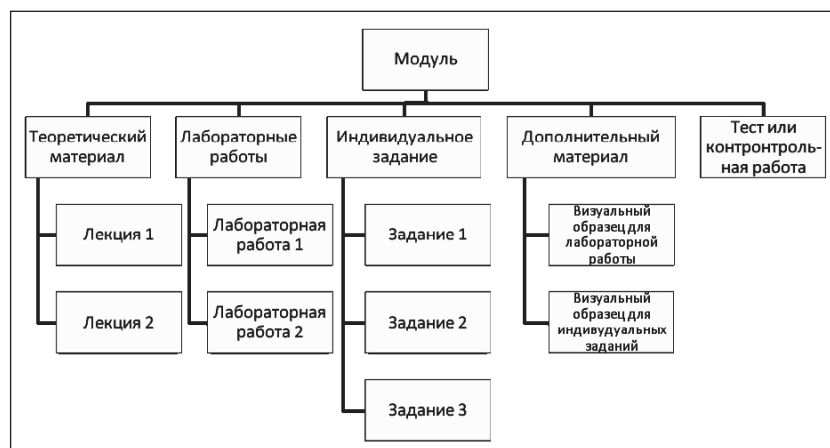 Модуль
Теоретический
материал
Лабораторные
работы
Индивидуальное
задание
Дополнительный
материал
Тест или
контронтроль-
ная работа
Лекция 1
Лабораторная
работа 1
Задание 1
Визуальный
образец для
лабораторной
работы
Лекция 2
Лабораторная
работа 2
Задание 2
Визуальный
образец для
индивудуальных
заданий
Задание 3